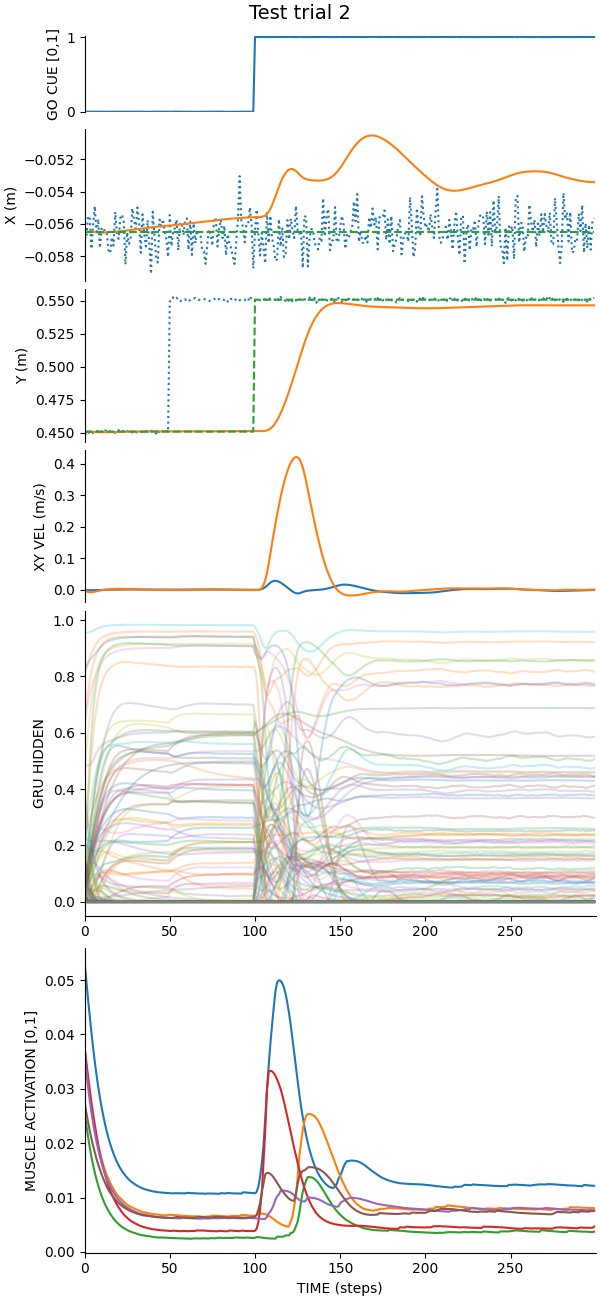 Test trial 2
GO CUE [0,1]
1
0
X (m)
−0.052
−0.054
−0.056
−0.058
Y (m)
0.550
0.525
0.500
0.475
0.450
XY VEL (m/s)
0.4
0.3
0.2
0.1
0.0
GRU HIDDEN
1.0
0.8
0.6
0.4
0.2
0.0
0 50 100 150 200 250
MUSCLE ACTIVATION [0,1]
0.05
0.04
0.03
0.02
0.01
0.00
0 50 100 150 200 250
TIME (steps)